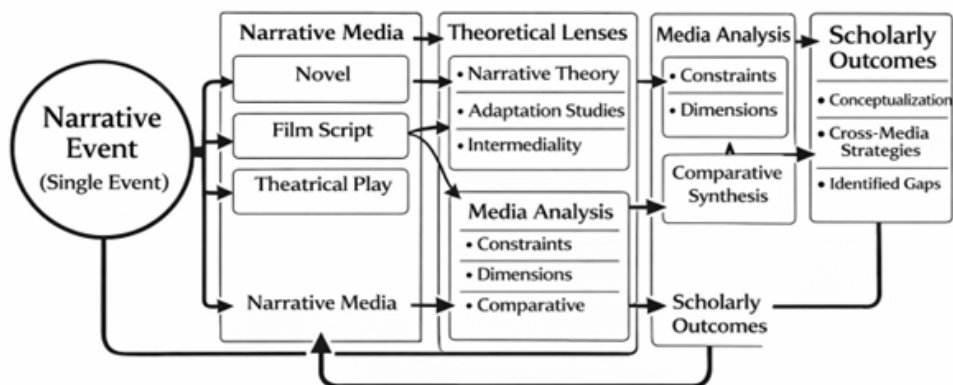 Narrative
Event
(Single Event)
Narrative Media
Novel
Film Script
Theatrical Play
Narrative Media
Theoretical Lenses
• Narrative Theory
• Adaptation Studies
• Intermediality
Media Analysis
• Constraints
• Dimensions
• Comparative
Media Analysis
• Constraints
• Dimensions
Comparative
Synthesis
Scholarly
Outcomes
Scholarly
Outcomes
• Conceptualization
• Cross-Media
Strategies
• Identified Gaps